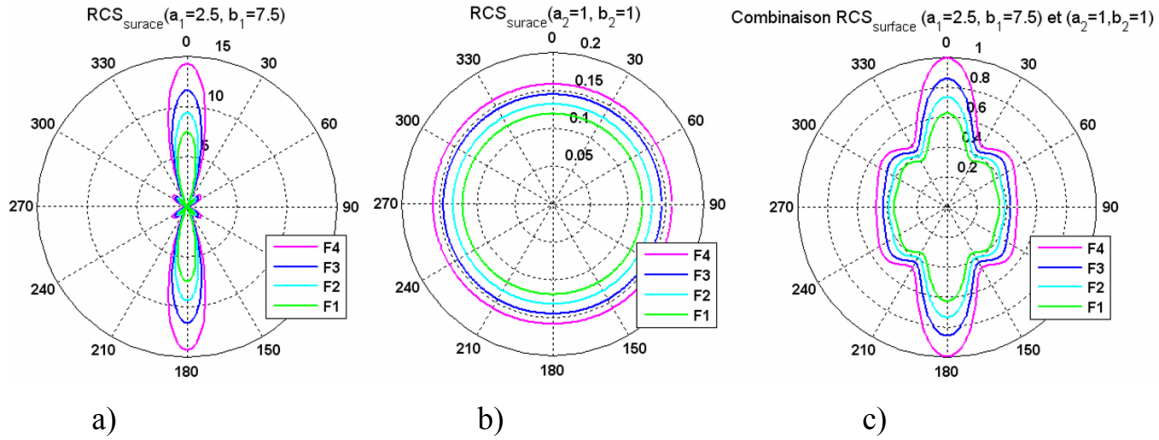 RCS_surace(a_1=2.5, b_1=7.5)
0
15
30
60
90
150
180
210
240
270
300
330
10
5
F4
F3
F2
F1
a)
RCS_surace(a_2=1, b_2=1)
0
0.2
30
60
90
150
180
210
240
270
300
330
0.15
0.1
0.05
F4
F3
F2
F1
b)
Combinaison RCS_surface (a_1=2.5, b_1=7.5) et (a_2=1,b_2=1)
0
1
30
60
90
150
180
210
240
270
300
330
0.8
0.6
0.4
0.2
F4
F3
F2
F1
c)